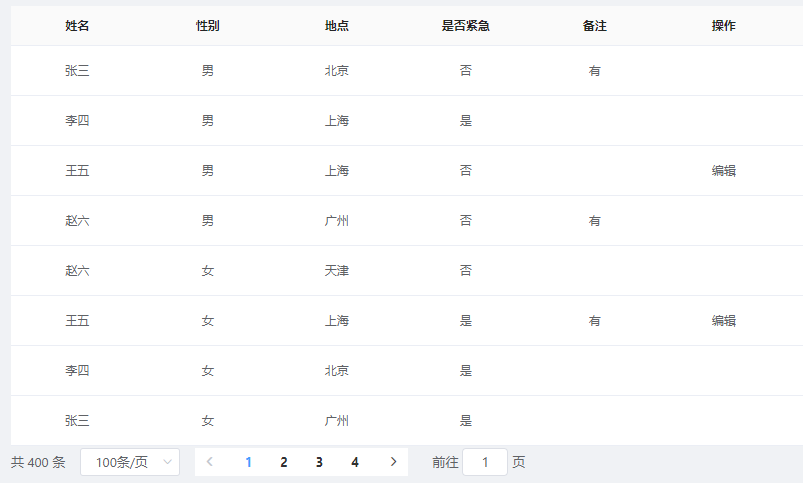 姓名 性别 地点 是否紧急 备注 操作
张三 男 北京 否 有
李四 男 上海 是
王五 男 上海 否 编辑
赵六 男 广州 否 有
赵六 女 天津 否
王五 女 上海 是 有 编辑
李四 女 北京 是
张三 女 广州 是
共 400 条 100条/页 1 2 3 4 前往 1 页